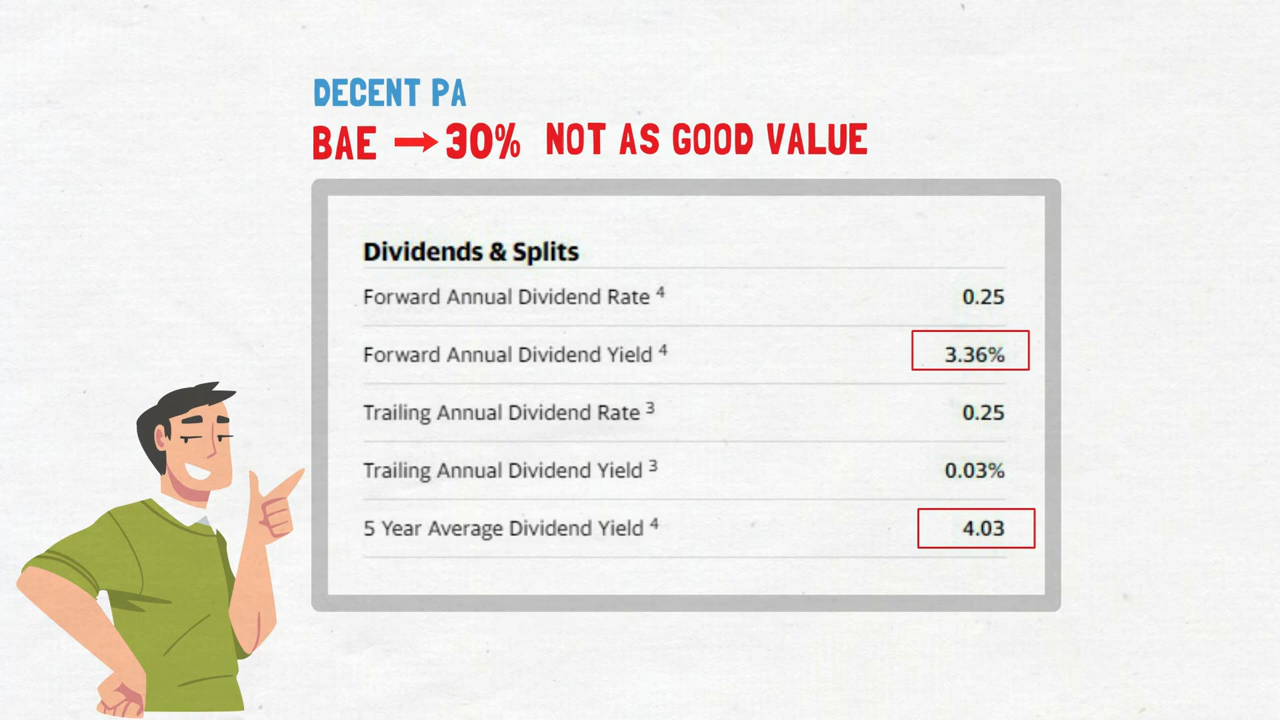 DECENT PA
BAE → 30% NOT AS GOOD VALUE
Dividends & Splits
Forward Annual Dividend Rate 4 0.25
Forward Annual Dividend Yield 4 3.36%
Trailing Annual Dividend Rate 3 0.25
Trailing Annual Dividend Yield 3 0.03%
5 Year Average Dividend Yield 4 4.03